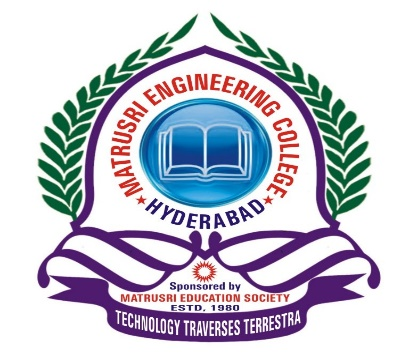 ★ MATRUSRI ENGINEERING COLLEGE ★
HYDERABAD
Sponsored by
MATRUSRI EDUCATION SOCIETY
ESTD. 1980
TECHNOLOGY TRAVERSES TERRESTRA